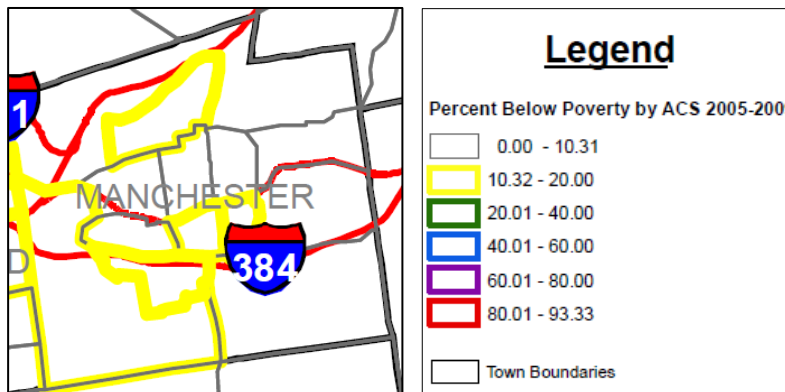 1
MANCHESTER
D
384
Legend
Percent Below Poverty by ACS 2005-200
0.00 - 10.31
10.32 - 20.00
20.01 - 40.00
40.01 - 60.00
60.01 - 80.00
80.01 - 93.33
Town Boundaries